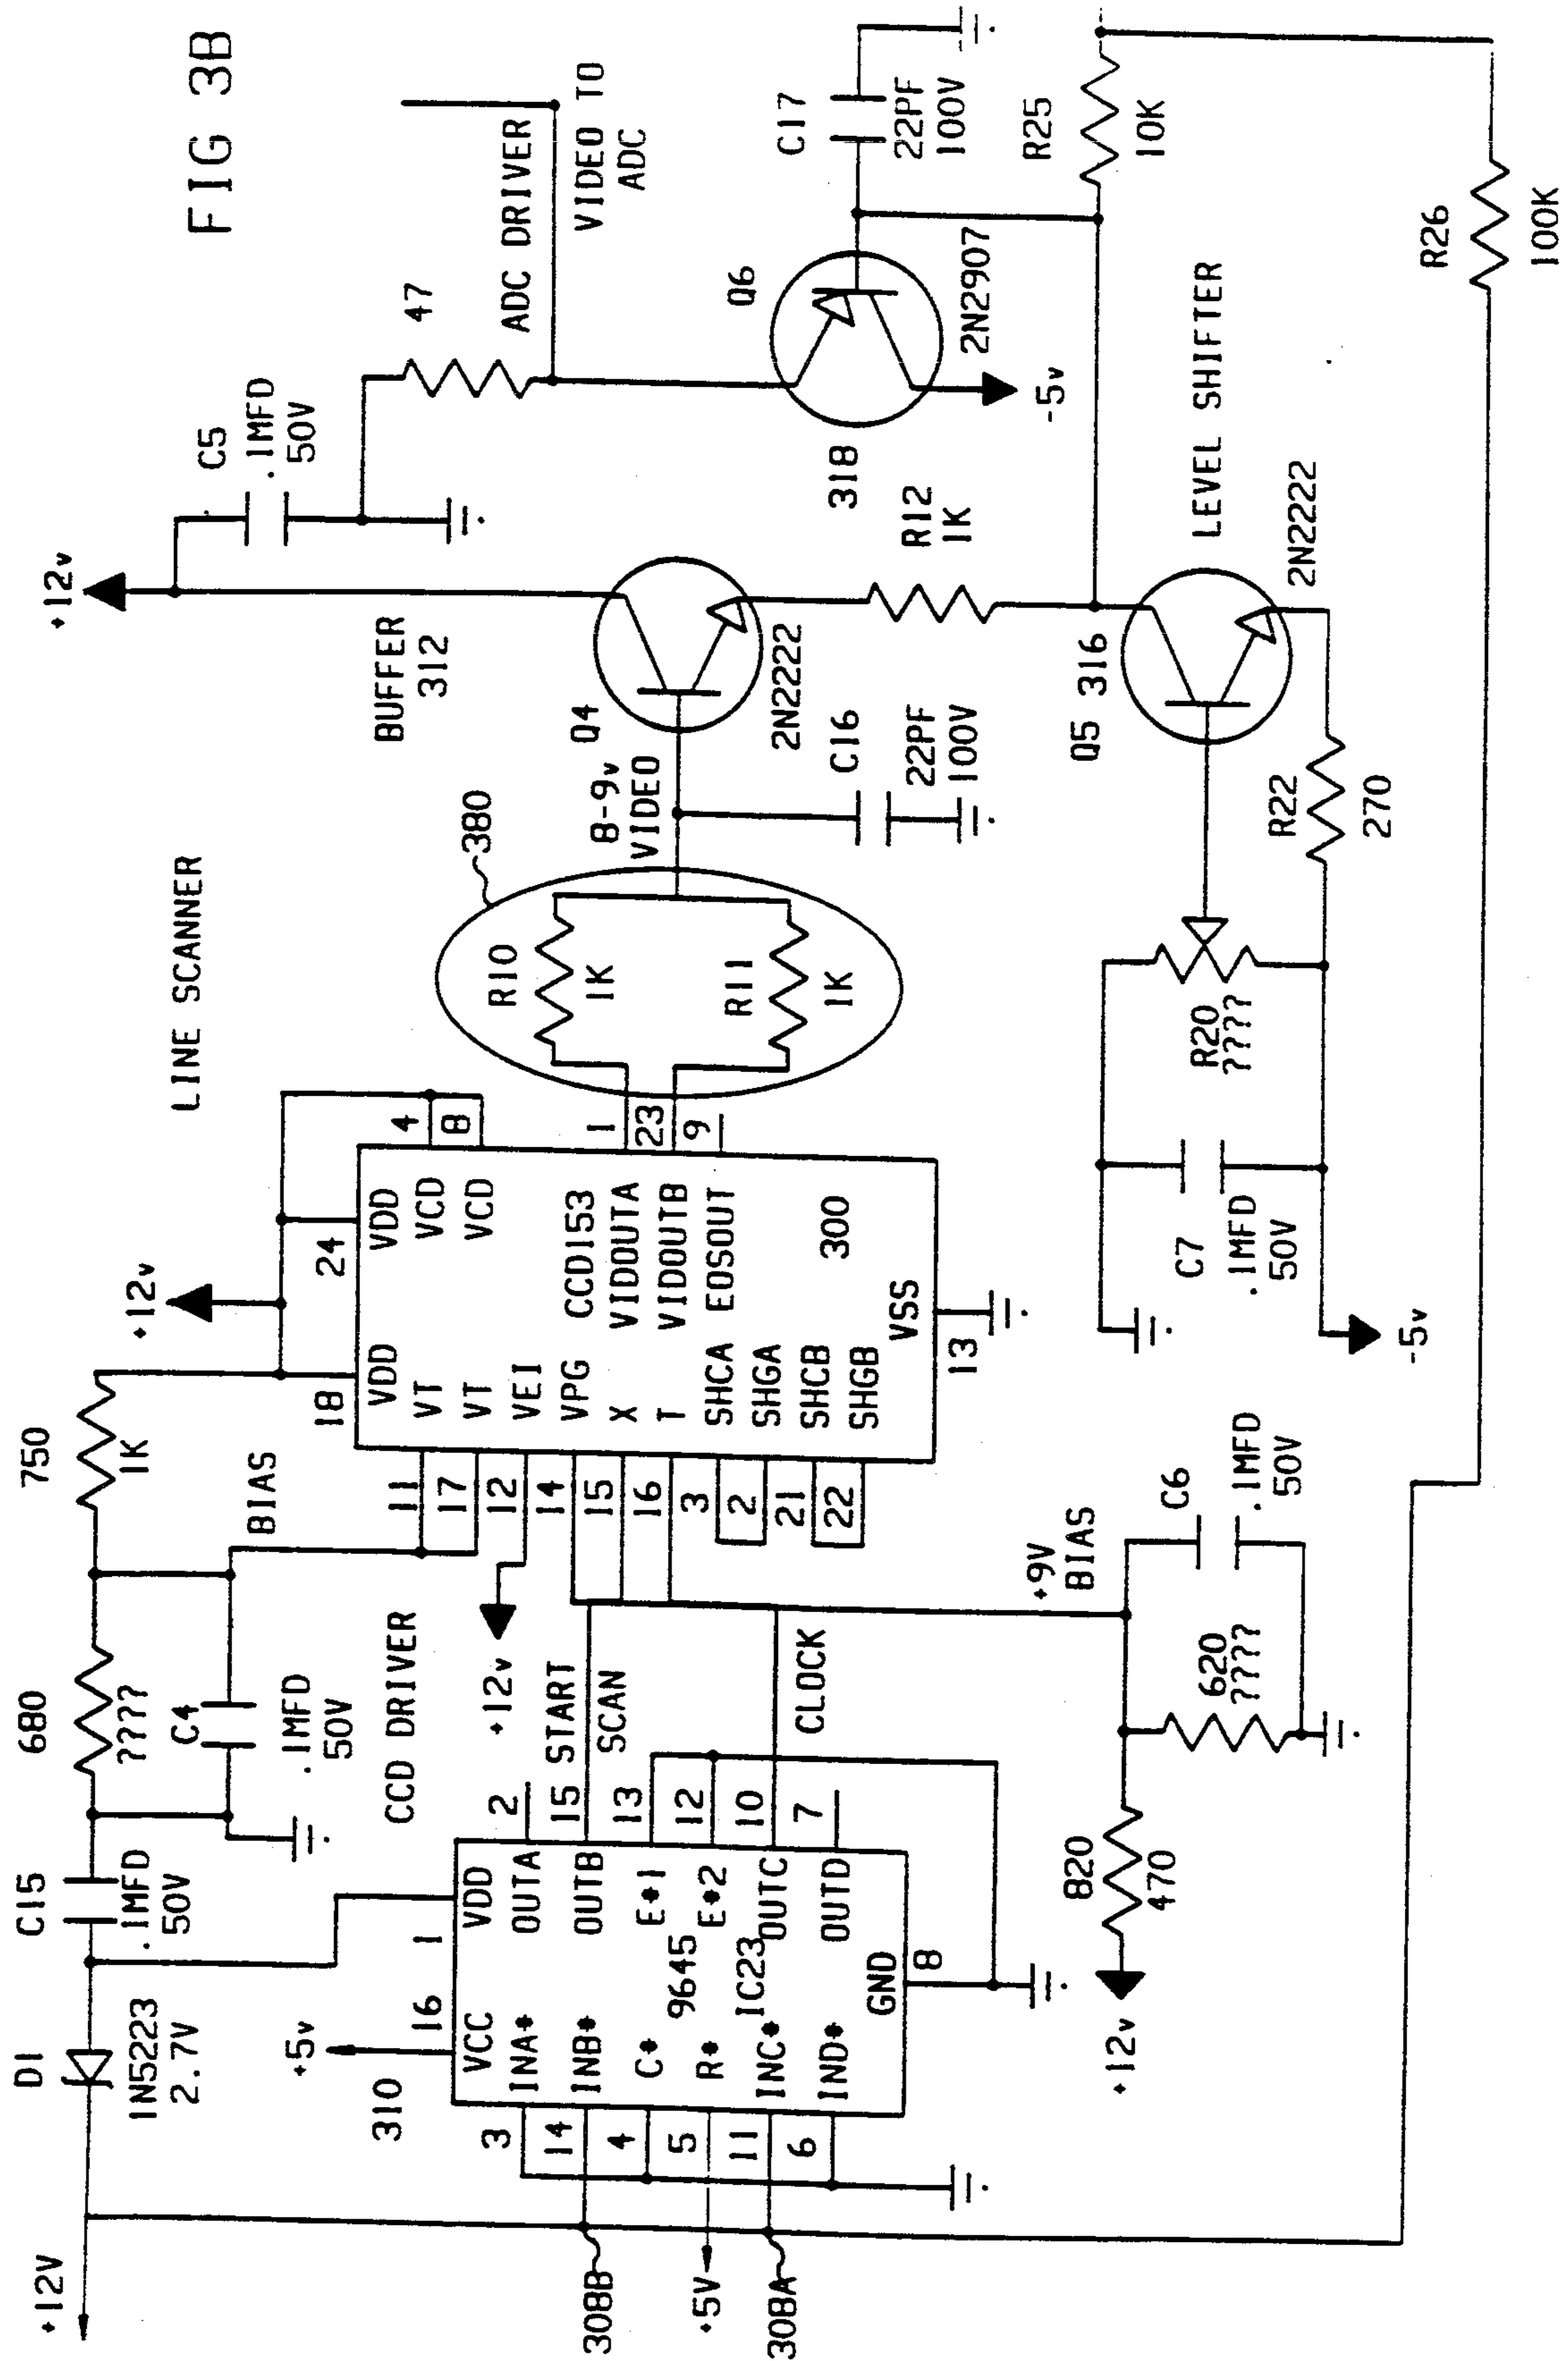 FIG 3B
LINE SCANNER
+12v
C5
.1MFD
50V
47
ADC DRIVER
VIDEO TO
ADC
BUFFER
312
Q4
2N2222
8-9v
VIDEO
380
R10
1K
R11
1K
C16
22PF
100V
R12
1K
Q6
318
2N2907
-5v
C17
22PF
100V
R25
10K
R26
100K
LEVEL SHIFTER
Q5
316
2N2222
R22
270
R20
????
C7
.1MFD
50V
-5v
750
1K
+12v
18
24
4
8
VDD
VDD
VT
VCD
VT
VCD
VEI
VPG
CCD153
X
VIDOUTA
T
VIDOUTB
SHCA
EOSOUT
SHGA
SHCB
300
SHGB
VSS
13
1
23
9
11
17
12
14
15
16
3
2
21
22
BIAS
680
????
C4
.1MFD
50V
CCD DRIVER
+12v
START
SCAN
CLOCK
+9V
BIAS
C6
.1MFD
50V
620
????
820
470
+12v
C15
.1MFD
50V
D1
1N5223
2.7V
+12V
+5v
310
16
1
VCC
VDD
INA*
OUTA
INB*
OUTB
C*
E*1
9645
R*
E*2
IC23
INC*
OUTC
IND*
OUTD
GND
8
2
15
13
12
10
7
3
14
4
5
11
6
308B
+5V
308A